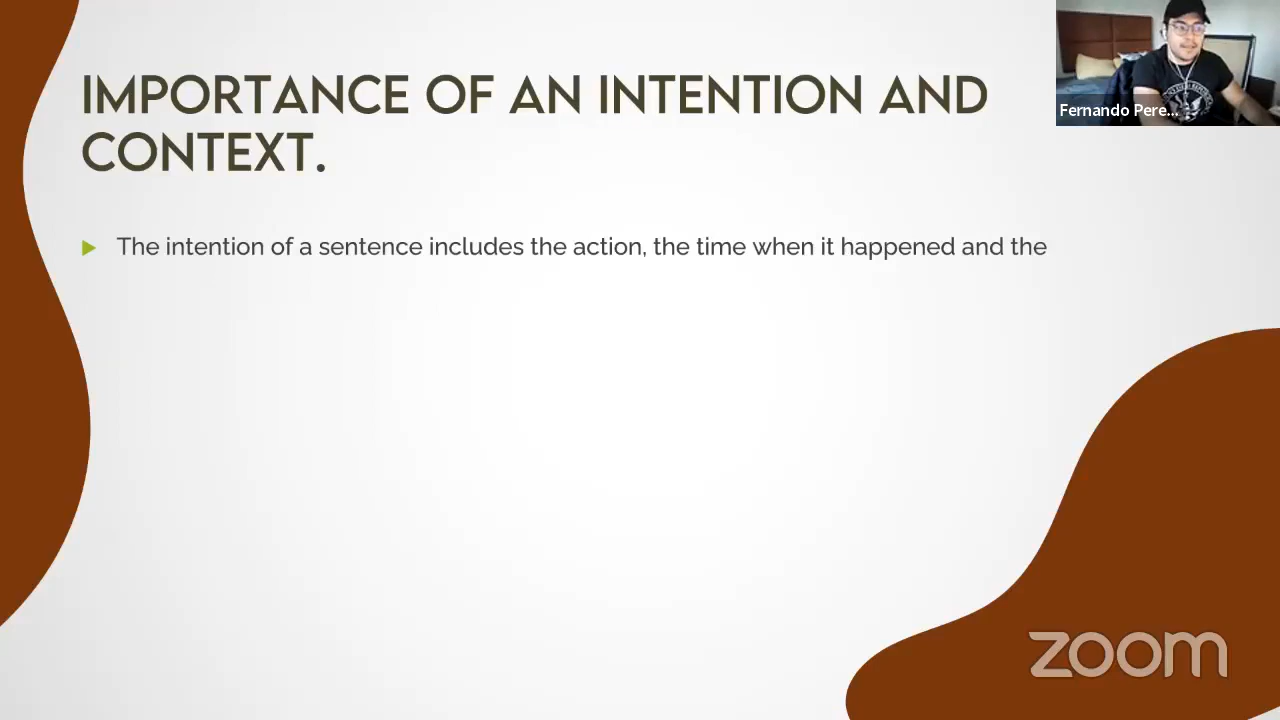 IMPORTANCE OF AN INTENTION AND
CONTEXT.
The intention of a sentence includes the action, the time when it happened and the
Fernando Pere...
zoom